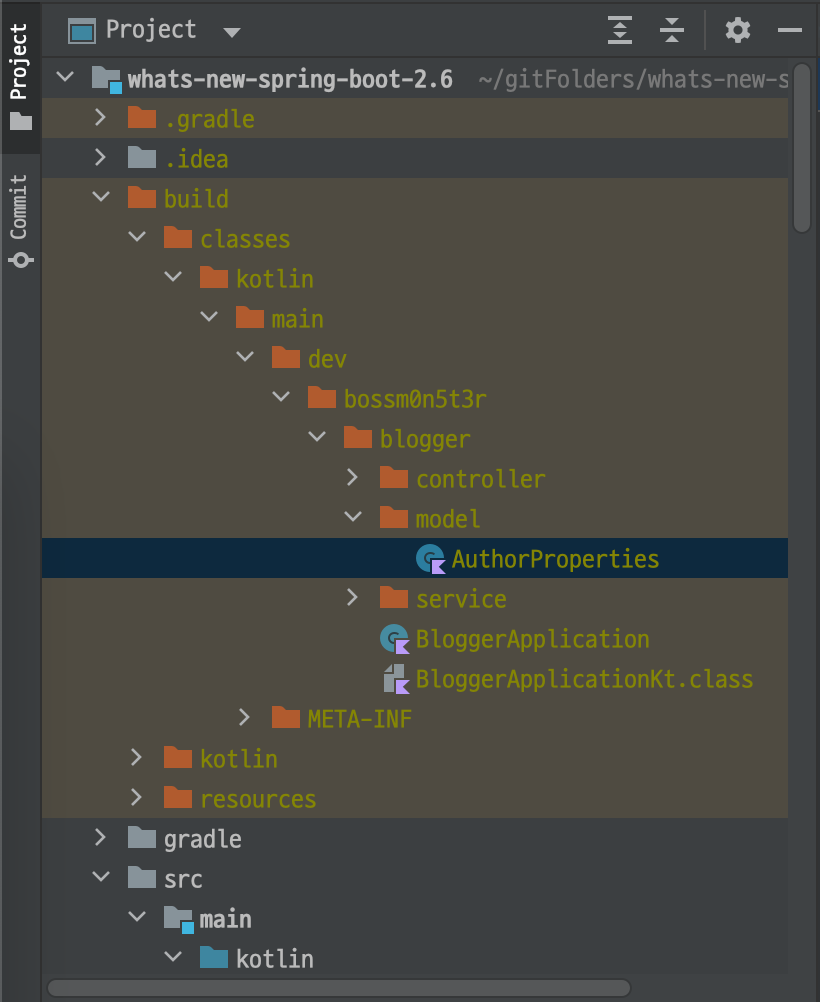 Project
Commit
Project
whats-new-spring-boot-2.6 ~/gitFolders/whats-new-s
.gradle
.idea
build
classes
kotlin
main
dev
bossm0n5t3r
blogger
controller
model
AuthorProperties
service
BloggerApplication
BloggerApplicationKt.class
META-INF
kotlin
resources
gradle
src
main
kotlin